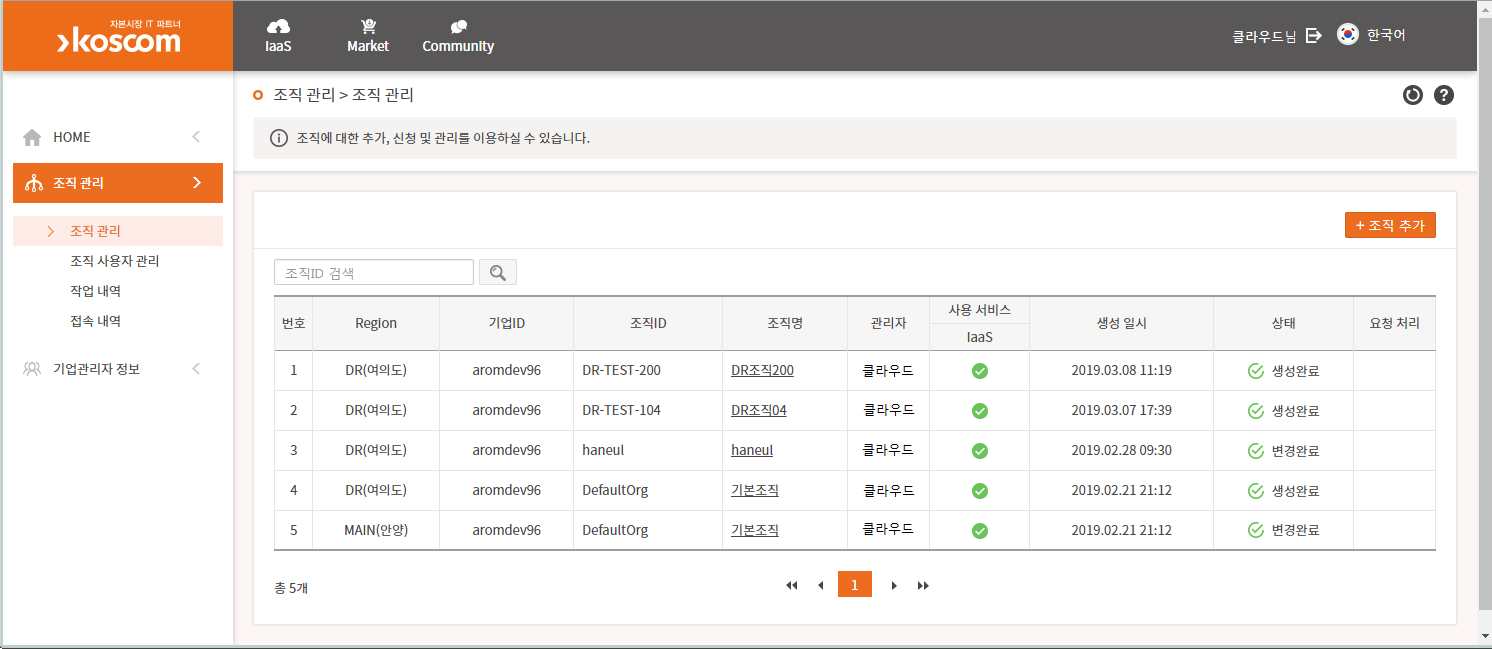 자본시장 IT 파트너
koscom
IaaS
Market
Community
클라우드님
한국어
HOME
조직 관리
조직 관리
조직 사용자 관리
작업 내역
접속 내역
기업관리자 정보
조직 관리 > 조직 관리
조직에 대한 추가, 신청 및 관리를 이용하실 수 있습니다.
+ 조직 추가
조직ID 검색
번호 Region 기업ID 조직ID 조직명 관리자 사용 서비스 생성 일시 상태 요청 처리
IaaS
1 DR(여의도) aromdev96 DR-TEST-200 DR조직200 클라우드 2019.03.08 11:19 생성완료
2 DR(여의도) aromdev96 DR-TEST-104 DR조직04 클라우드 2019.03.07 17:39 생성완료
3 DR(여의도) aromdev96 haneul haneul 클라우드 2019.02.28 09:30 변경완료
4 DR(여의도) aromdev96 DefaultOrg 기본조직 클라우드 2019.02.21 21:12 생성완료
5 MAIN(안양) aromdev96 DefaultOrg 기본조직 클라우드 2019.02.21 21:12 변경완료
총 5개
1